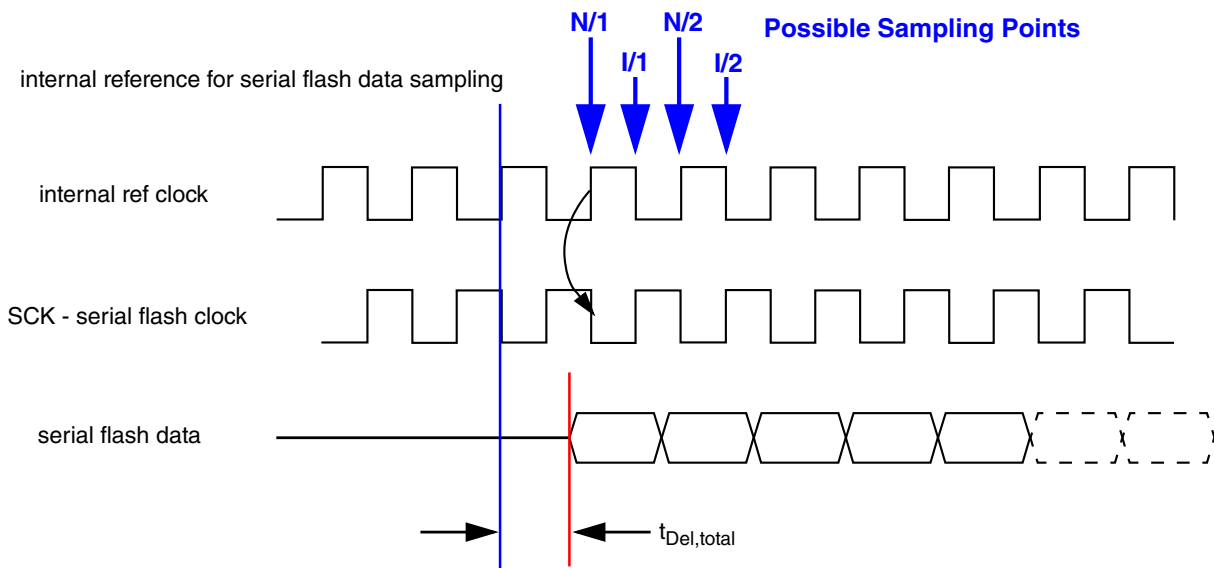 N/1
N/2
Possible Sampling Points
I/1
I/2
internal reference for serial flash data sampling
internal ref clock
SCK - serial flash clock
serial flash data
tDel,total